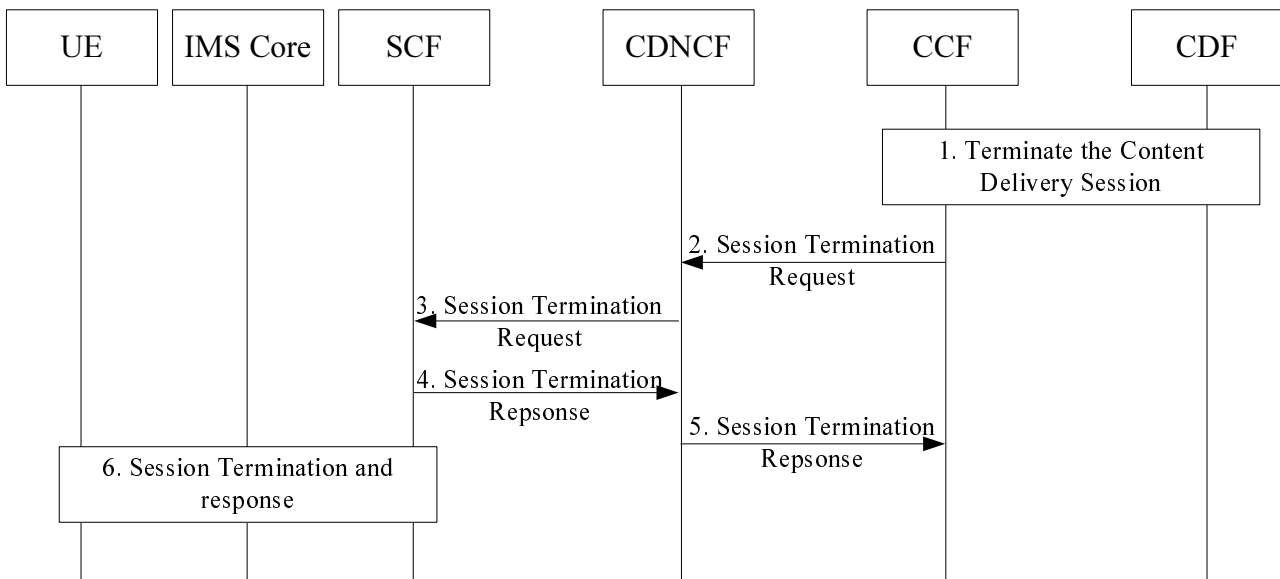 UE
IMS Core
SCF
CDNCF
CCF
CDF
1. Terminate the Content
Delivery Session
2. Session Termination
Request
3. Session Termination
Request
4. Session Termination
Repsonse
5. Session Termination
Repsonse
6. Session Termination and
response